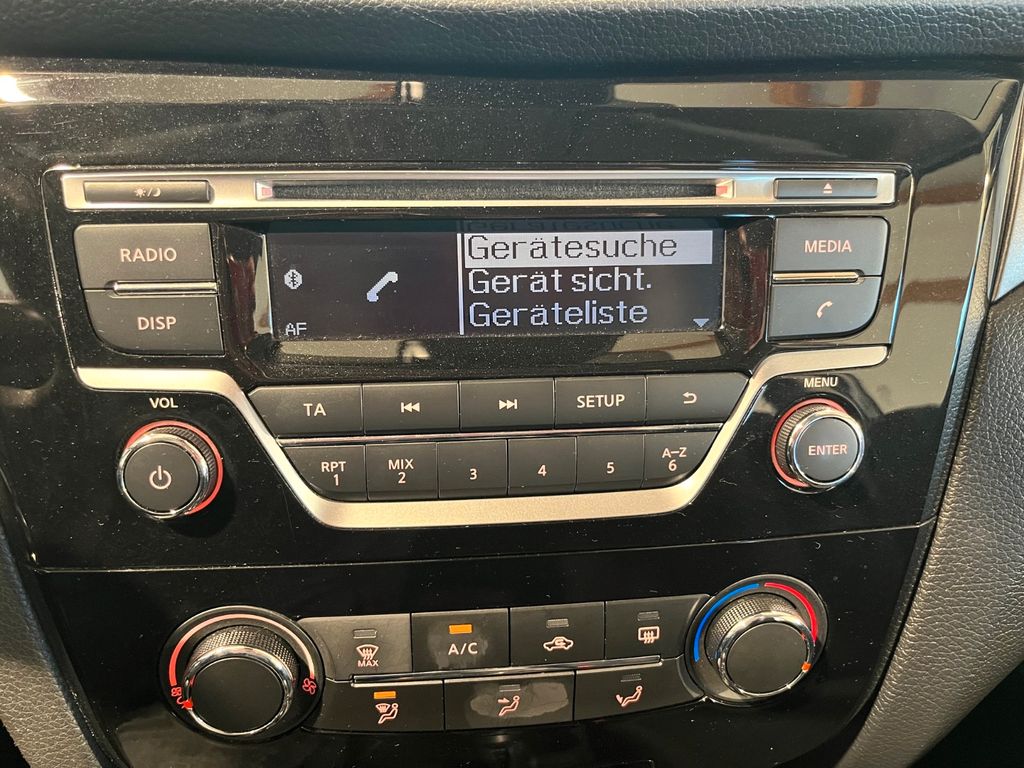 RADIO
DISP
AF
Gerätesuche
Gerät sicht.
Geräteliste
MEDIA
VOL
MENU
TA
SETUP
ENTER
RPT
1
MIX
2
3
4
5
A-Z
6
MAX
A/C